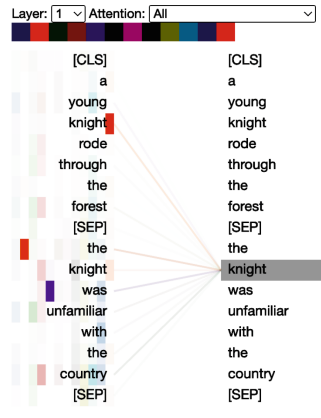 Layer: 1 Attention: All
[CLS] [CLS]
a a
young young
knight knight
rode rode
through through
the the
forest forest
[SEP] [SEP]
the the
knight knight
was was
unfamiliar unfamiliar
with with
the the
country country
[SEP] [SEP]